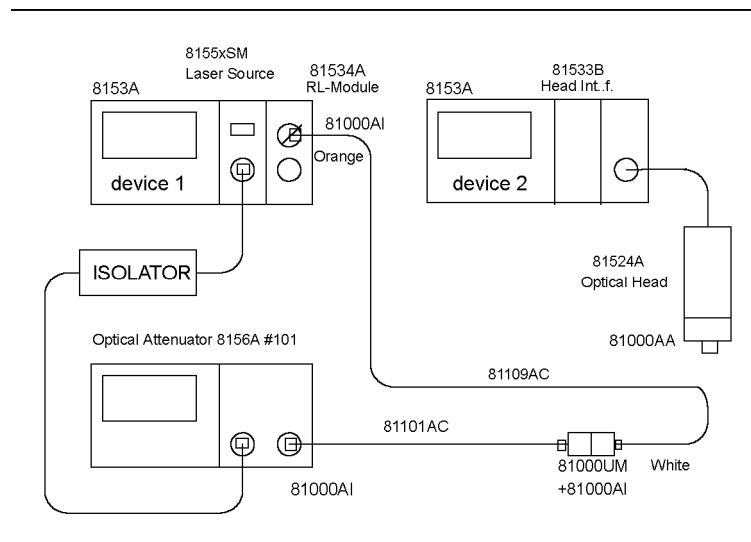 8155xSM
Laser Source
81534A
RL-Module
81533B
Head Int..f.
8153A
8153A
81000AI
Orange
device 1
device 2
ISOLATOR
81524A
Optical Head
Optical Attenuator 8156A #101
81000AA
81109AC
81101AC
81000UM
White
+81000AI
81000AI